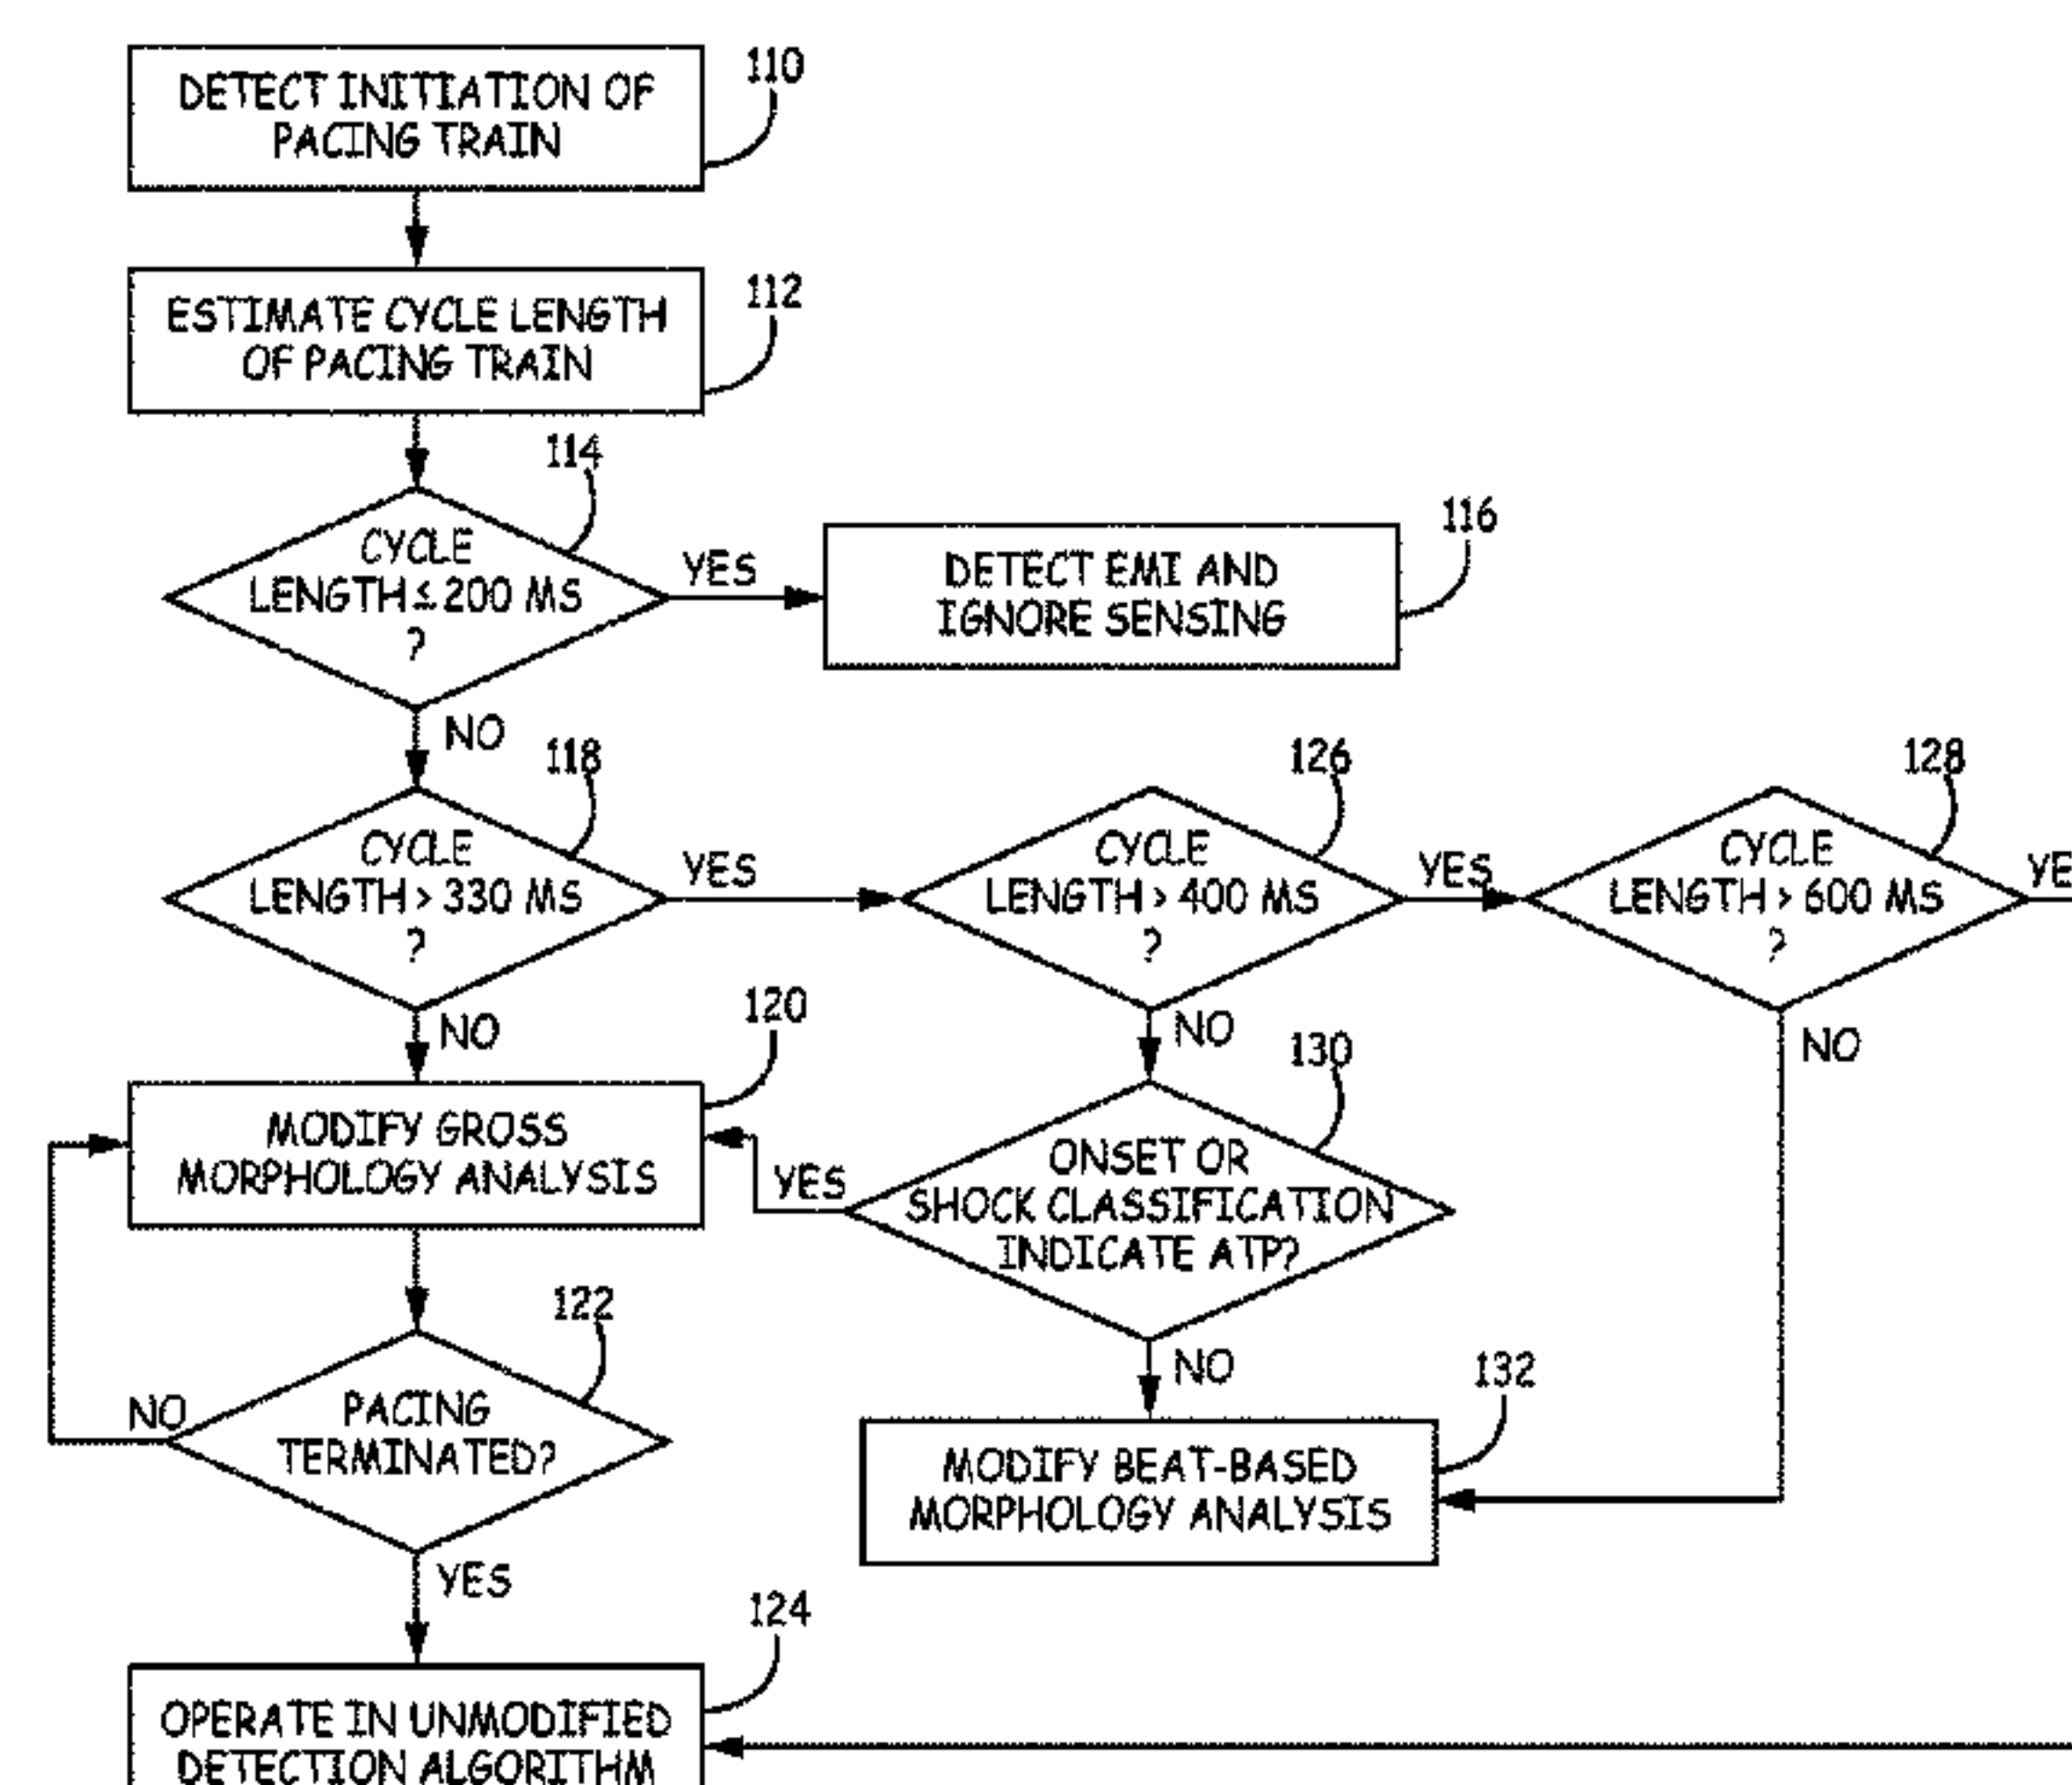 110
DETECT INITIATION OF
PACING TRAIN
112
ESTIMATE CYCLE LENGTH
OF PACING TRAIN
114
CYCLE
LENGTH ≤ 200 MS
?
YES
116
DETECT EMI AND
IGNORE SENSING
NO
118
CYCLE
LENGTH > 330 MS
?
YES
126
CYCLE
LENGTH > 400 MS
?
YES
128
CYCLE
LENGTH > 600 MS
?
YE
NO
120
MODIFY GROSS
MORPHOLOGY ANALYSIS
NO
130
ONSET OR
SHOCK CLASSIFICATION
INDICATE ATP?
YES
NO
122
PACING
TERMINATED?
NO
NO
132
MODIFY BEAT-BASED
MORPHOLOGY ANALYSIS
YES
124
OPERATE IN UNMODIFIED
DETECTION ALGORITHM